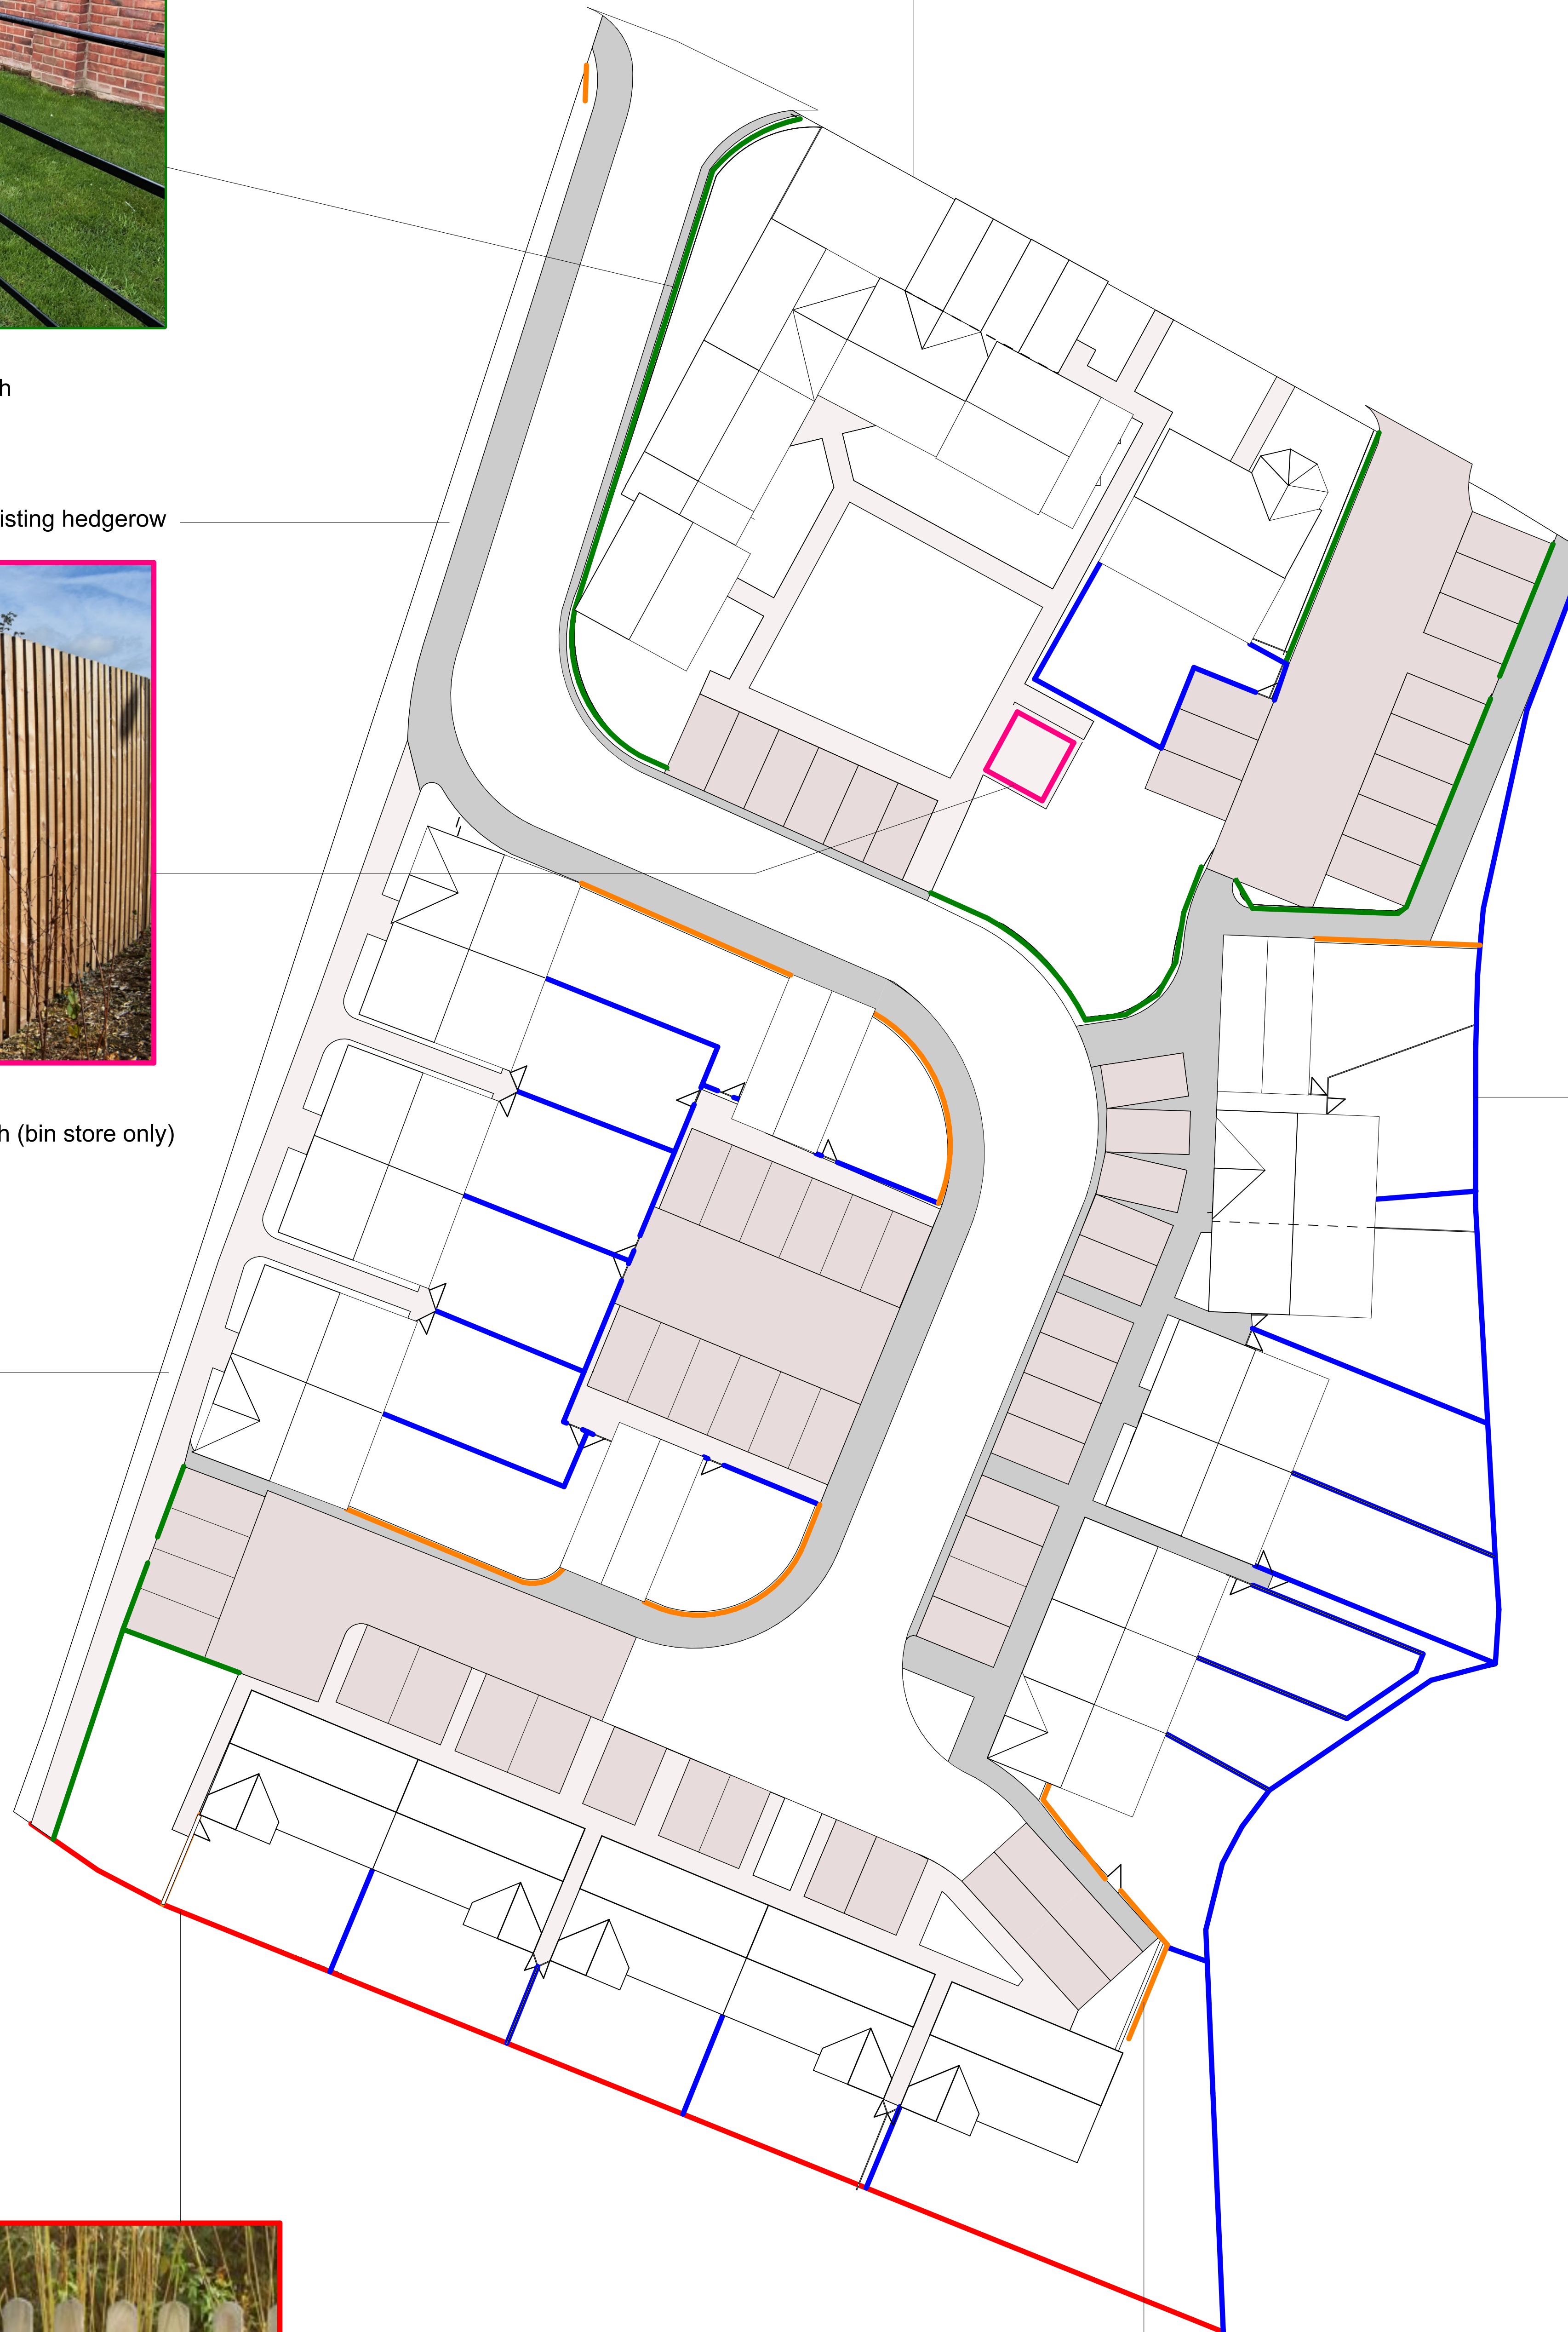 h
isting hedgerow
h (bin store only)